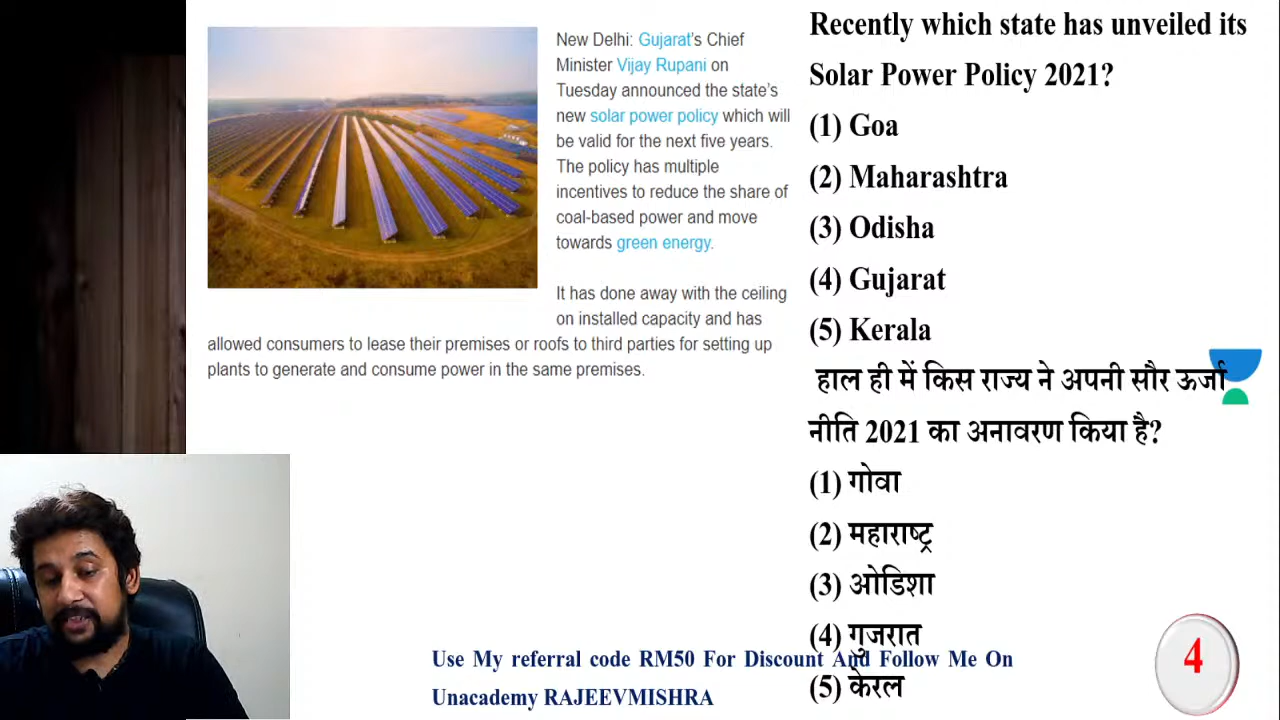 New Delhi: Gujarat's Chief
Minister Vijay Rupani on
Tuesday announced the state's
new solar power policy which will
be valid for the next five years.
The policy has multiple
incentives to reduce the share of
coal-based power and move
towards green energy.
It has done away with the ceiling
on installed capacity and has
allowed consumers to lease their premises or roofs to third parties for setting up
plants to generate and consume power in the same premises.
Recently which state has unveiled its
Solar Power Policy 2021?
(1) Goa
(2) Maharashtra
(3) Odisha
(4) Gujarat
(5) Kerala
हाल ही में किस राज्य ने अपनी सौर ऊर्जा
नीति 2021 का अनावरण किया है?
(1) गोवा
(2) महाराष्ट्र
(3) ओडिशा
(4) गुजरात
(5) केरल
Use My referral code RM50 For Discount And Follow Me On
Unacademy RAJEEVMISHRA
4